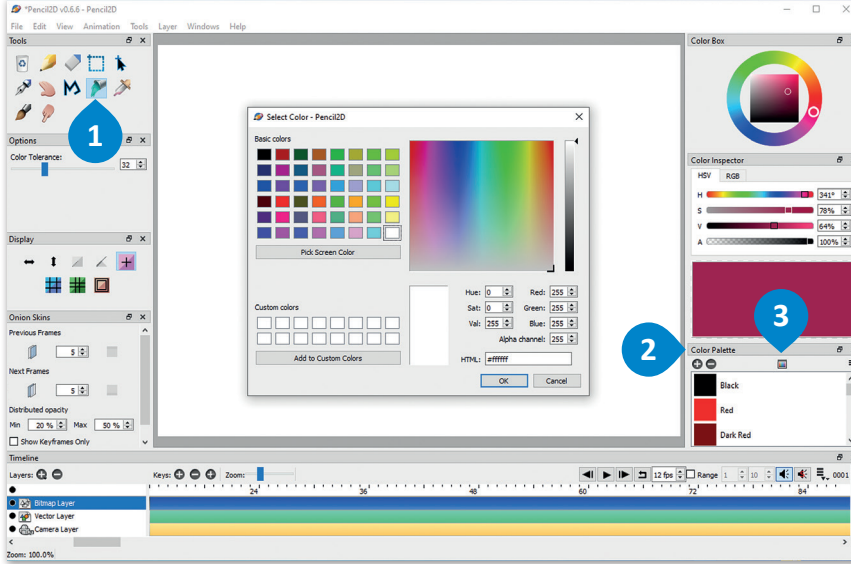 *Pencil2D v0.6.6 - Pencil2D
File Edit View Animation Tools Layer Windows Help
Tools
1
Options
Color Tolerance:
32
Display
Onion Skins
Previous Frames
5
Next Frames
5
Distributed opacity
Min 20 % Max 50 %
Show Keyframes Only
Select Color - Pencil2D
Basic colors
Pick Screen Color
Custom colors
Add to Custom Colors
Hue: 0 Red: 255
Sat: 0 Green: 255
Val: 255 Blue: 255
Alpha channel: 255
HTML: #ffffff
OK Cancel
Color Box
Color Inspector
HSV RGB
H 341°
S 78%
V 64%
A 100%
3
2
Color Palette
Black
Red
Dark Red
Timeline
Layers: Keys: Zoom: 12 fps Range 1 10 0001
24 36 48 60 72 84
Bitmap Layer
Vector Layer
Camera Layer
Zoom: 100.0%